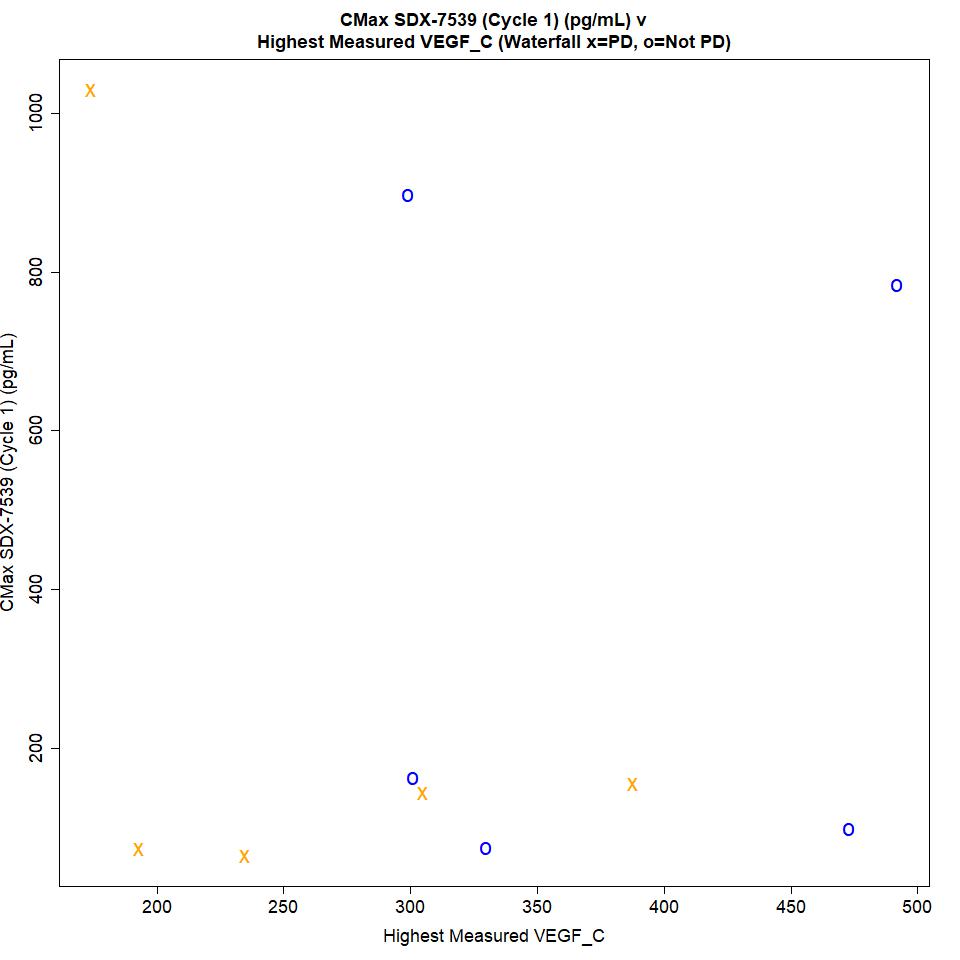 CMax SDX-7539 (Cycle 1) (pg/mL) v
Highest Measured VEGF_C (Waterfall x=PD, o=Not PD)
CMax SDX-7539 (Cycle 1) (pg/mL)
1000
800
600
400
200
X
O
O
O
X
X
O
O
X
X
200 250 300 350 400 450 500
Highest Measured VEGF_C